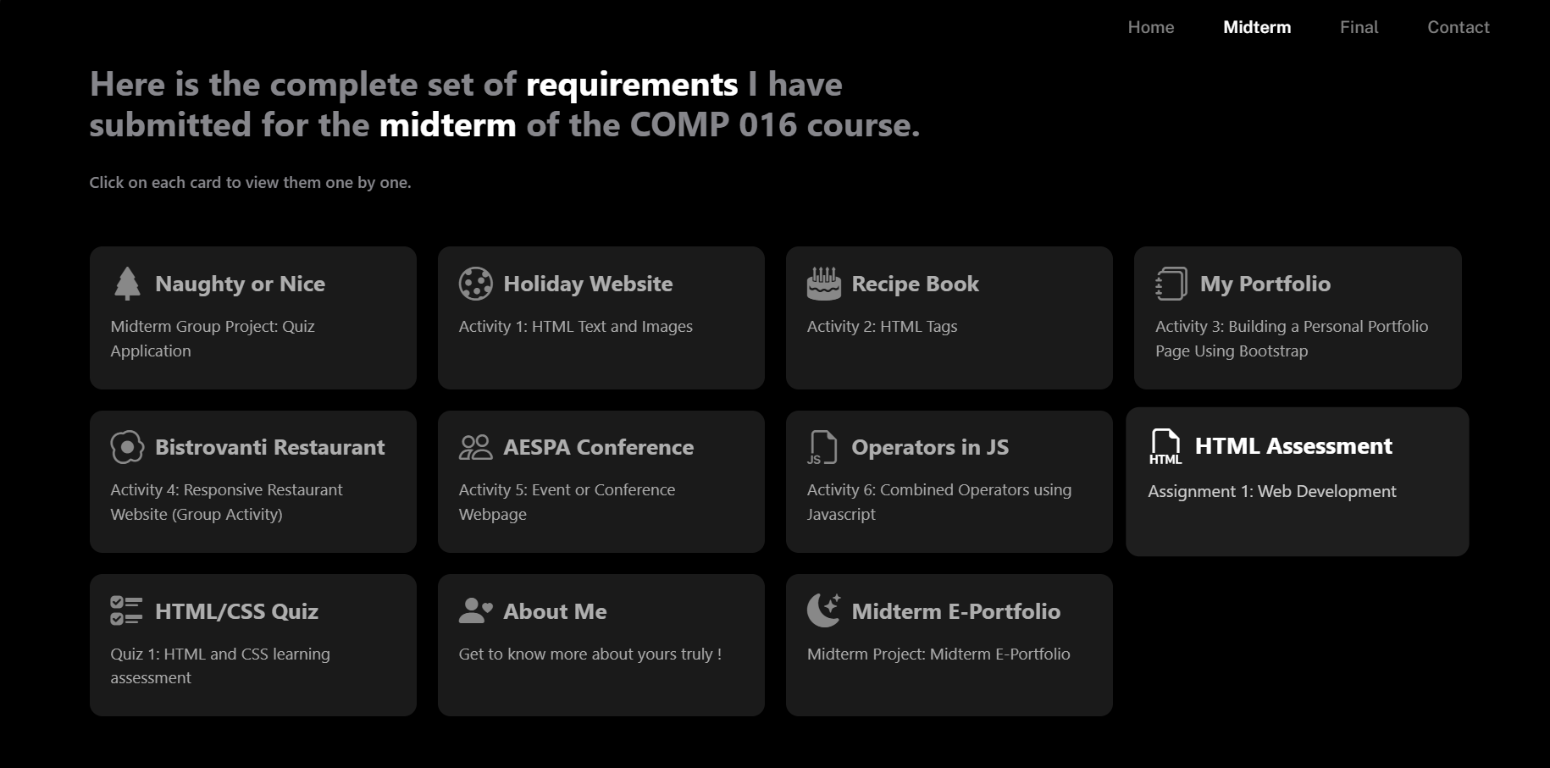 Home Midterm Final Contact
Here is the complete set of requirements I have
submitted for the midterm of the COMP 016 course.
Click on each card to view them one by one.
Naughty or Nice
Midterm Group Project: Quiz
Application
Holiday Website
Activity 1: HTML Text and Images
Recipe Book
Activity 2: HTML Tags
My Portfolio
Activity 3: Building a Personal Portfolio
Page Using Bootstrap
Bistrovanti Restaurant
Activity 4: Responsive Restaurant
Website (Group Activity)
AESPA Conference
Activity 5: Event or Conference
Webpage
JS
Operators in JS
Activity 6: Combined Operators using
Javascript
HTML
HTML Assessment
Assignment 1: Web Development
HTML/CSS Quiz
Quiz 1: HTML and CSS learning
assessment
About Me
Get to know more about yours truly !
Midterm E-Portfolio
Midterm Project: Midterm E-Portfolio